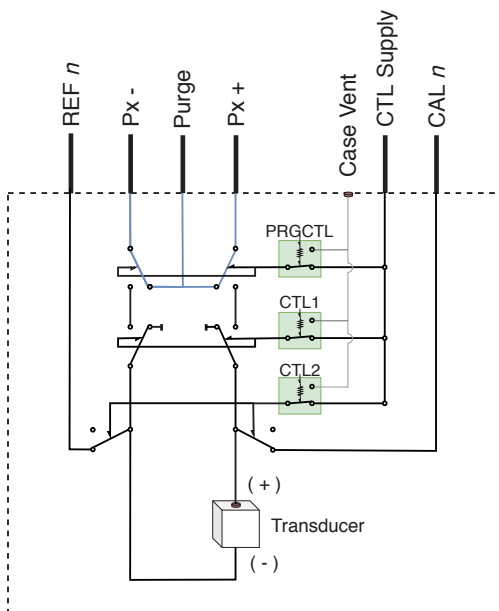 REF n
Px -
Purge
Px +
Case Vent
CTL Supply
CAL n
PRGCTL
CTL1
CTL2
( + )
Transducer
( - )